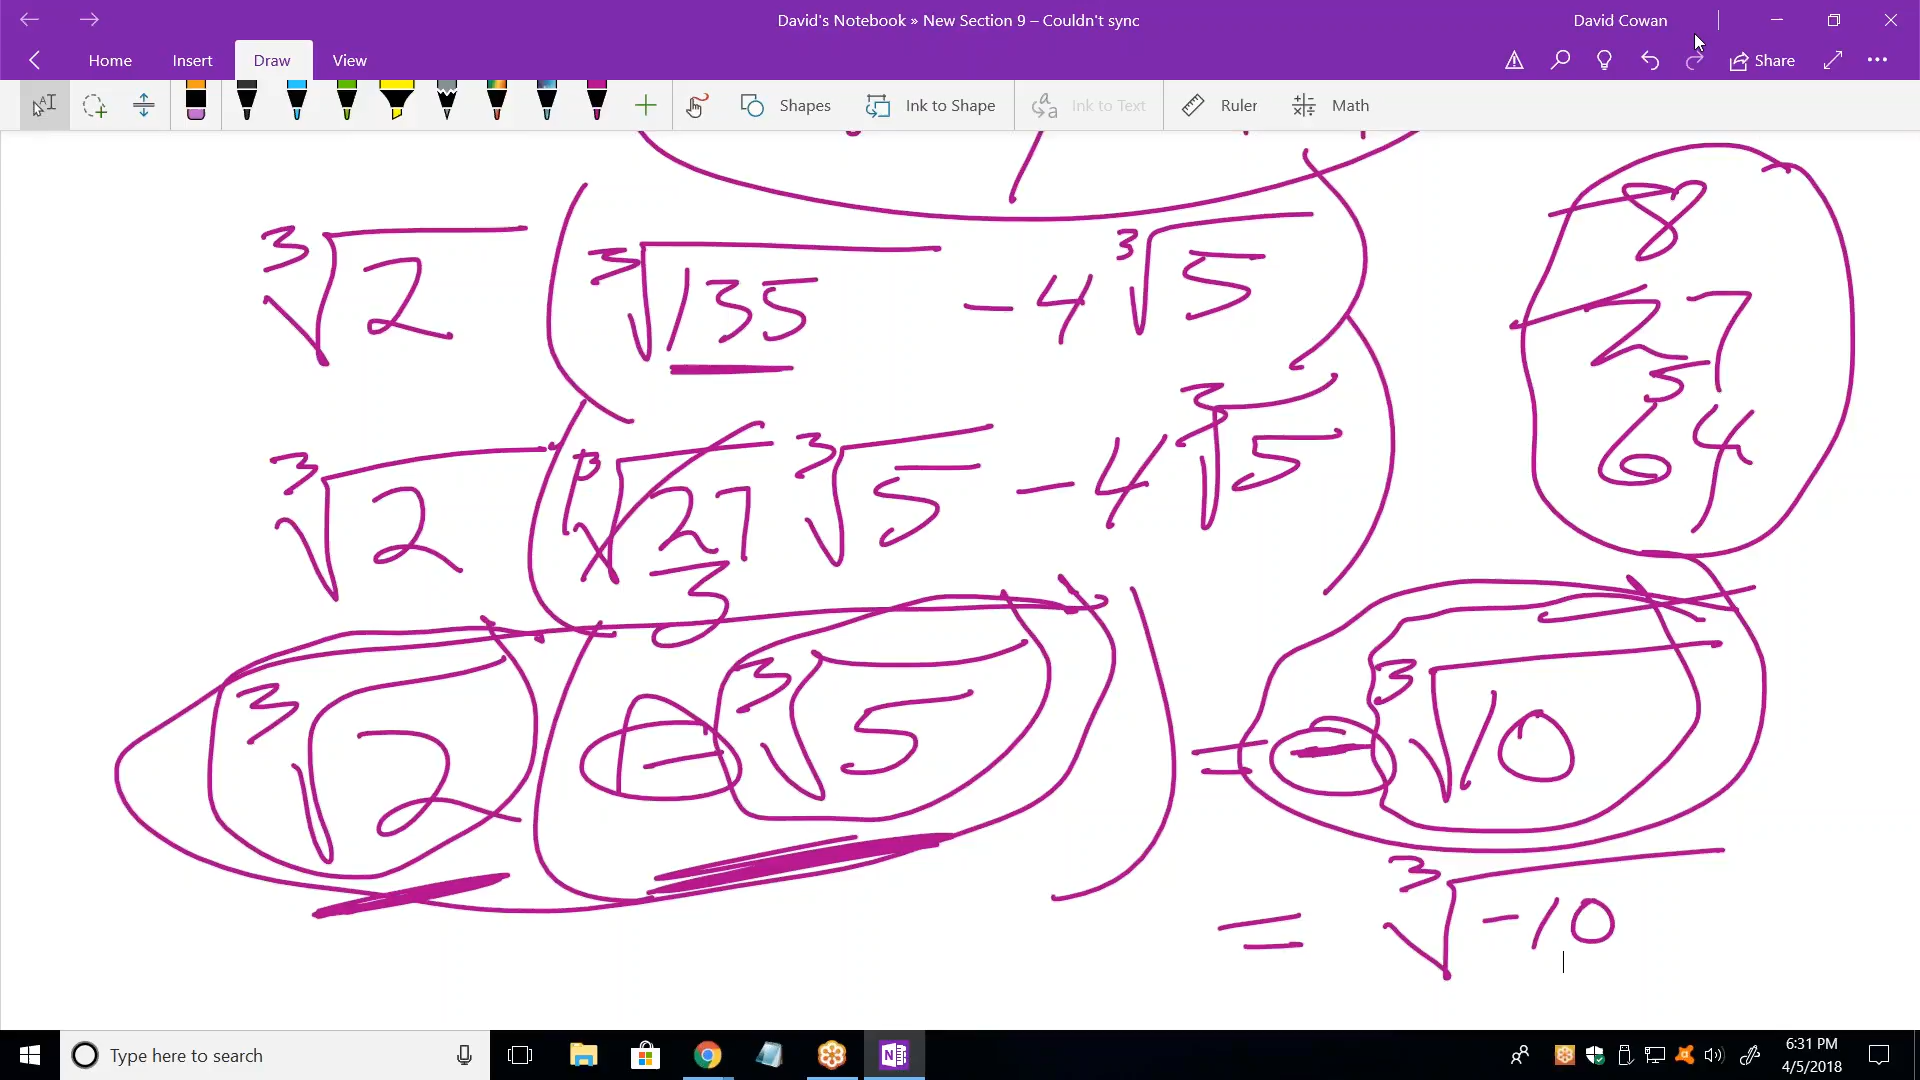 David's Notebook » New Section 9 – Couldn't sync
David Cowan
Home Insert Draw View
Share
Shapes Ink to Shape Ink to Text Ruler Math
∛2 (∛135 - 4∛5)
∛2 (∛27 ∛5 - 4∛5)
3
∛2 (-∛5) = -∛10
= ∛-10
8
27
64
Type here to search
6:31 PM
4/5/2018